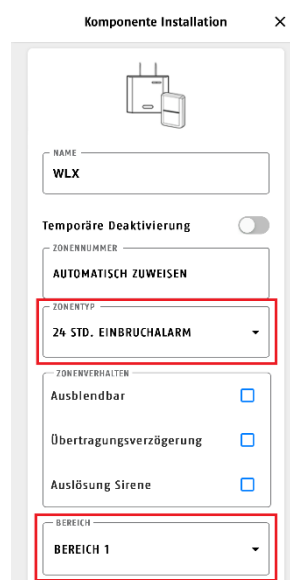 Komponente Installation
NAME
WLX
Temporäre Deaktivierung
ZONENNUMMER
AUTOMATISCH ZUWEISEN
ZONENTYP
24 STD. EINBRUCHALARM
ZONENVERHALTEN
Ausblendbar
Übertragungsverzögerung
Auslösung Sirene
BEREICH
BEREICH 1